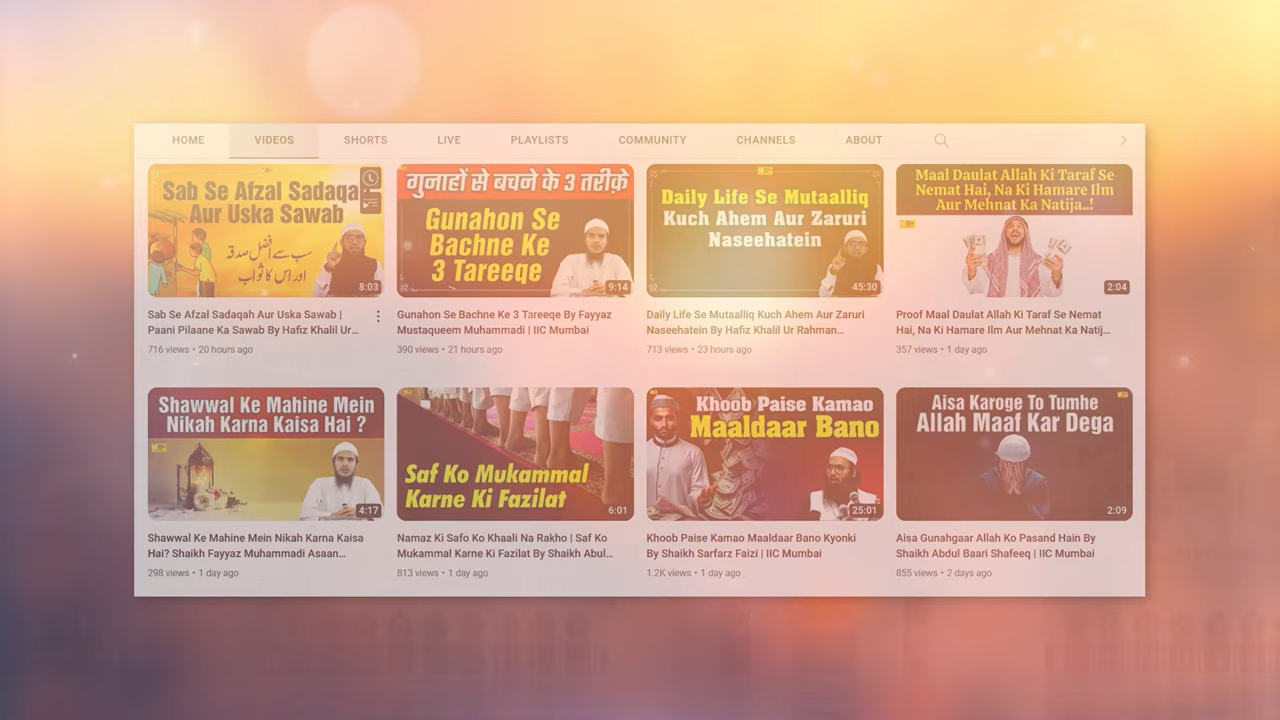 HOME VIDEOS SHORTS LIVE PLAYLISTS COMMUNITY CHANNELS ABOUT
Sab Se Afzal Sadaqa
Aur Uska Sawab
سب سے افضل صدقہ
اور اس کا ثواب
8:03
Sab Se Afzal Sadaqah Aur Uska Sawab |
Paani Pilaane Ka Sawab By Hafiz Khalil Ur...
716 views • 20 hours ago
गुनाहों से बचने के 3 तरीक़े
Gunahon Se
Bachne Ke
3 Tareeqe
9:14
Gunahon Se Bachne Ke 3 Tareeqe By Fayyaz
Mustaqeem Muhammadi | IIC Mumbai
390 views • 21 hours ago
Daily Life Se Mutaalliq
Kuch Ahem Aur Zaruri
Naseehatein
45:30
Daily Life Se Mutaalliq Kuch Ahem Aur Zaruri
Naseehatein By Hafiz Khalil Ur Rahman...
713 views • 23 hours ago
Maal Daulat Allah Ki Taraf Se
Nemat Hai, Na Ki Hamare Ilm
Aur Mehnat Ka Natija..!
2:04
Proof Maal Daulat Allah Ki Taraf Se Nemat
Hai, Na Ki Hamare Ilm Aur Mehnat Ka Natij...
357 views • 1 day ago
Shawwal Ke Mahine Mein
Nikah Karna Kaisa Hai ?
4:17
Shawwal Ke Mahine Mein Nikah Karna Kaisa
Hai? Shaikh Fayyaz Muhammadi Asaan...
298 views • 1 day ago
Saf Ko Mukammal
Karne Ki Fazilat
6:01
Namaz Ki Safo Ko Khaali Na Rakho | Saf Ko
Mukammal Karne Ki Fazilat By Shaikh Abul...
813 views • 1 day ago
Khoob Paise Kamao
Maaldaar Bano
25:01
Khoob Paise Kamao Maaldaar Bano Kyonki
By Shaikh Sarfarz Faizi | IIC Mumbai
1.2K views • 1 day ago
Aisa Karoge To Tumhe
Allah Maaf Kar Dega
2:09
Aisa Gunahgaar Allah Ko Pasand Hain By
Shaikh Abdul Baari Shafeeq | IIC Mumbai
855 views • 2 days ago